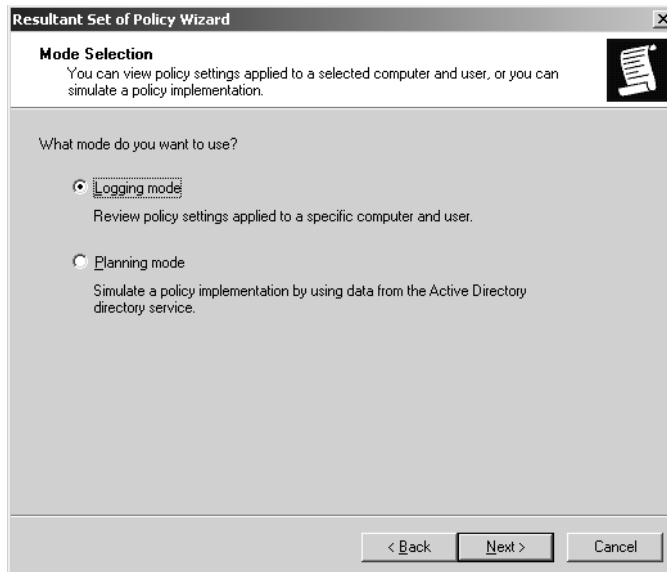 Resultant Set of Policy Wizard
Mode Selection
You can view policy settings applied to a selected computer and user, or you can
simulate a policy implementation.
What mode do you want to use?
Logging mode
Review policy settings applied to a specific computer and user.
Planning mode
Simulate a policy implementation by using data from the Active Directory
directory service.
< Back Next > Cancel